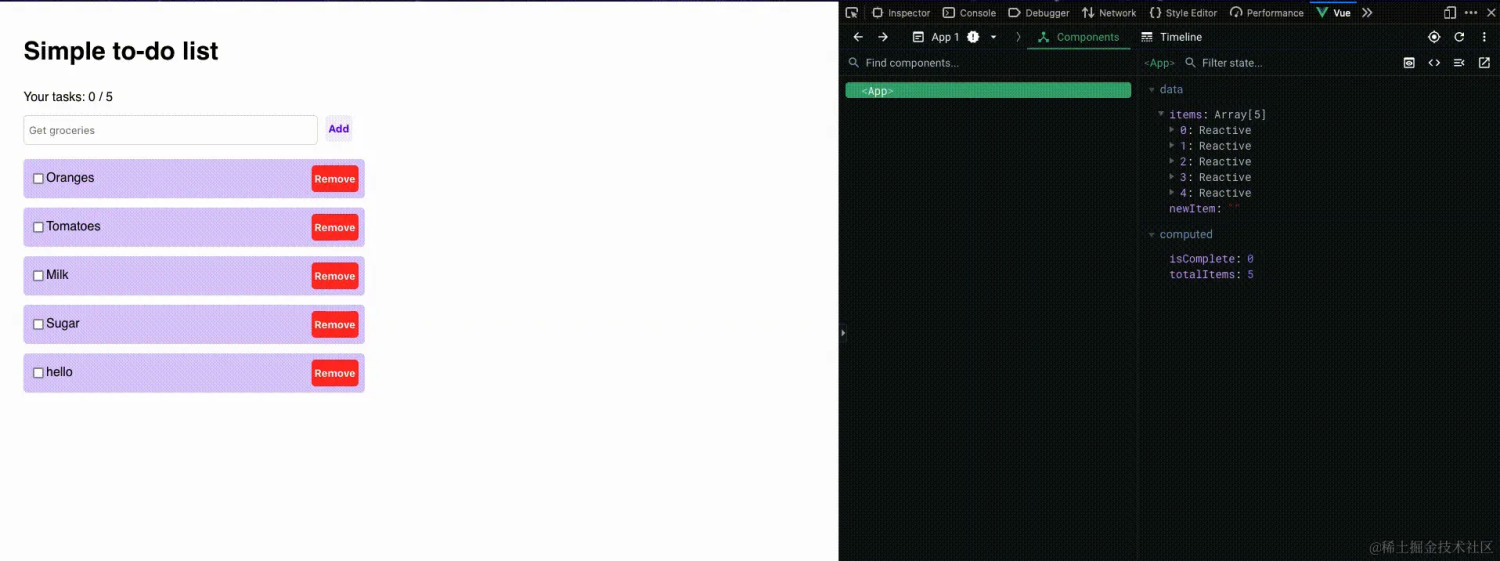 Simple to-do list
Your tasks: 0 / 5
Get groceries
Add
Oranges
Remove
Tomatoes
Remove
Milk
Remove
Sugar
Remove
hello
Remove
Inspector Console Debugger Network {} Style Editor Performance Vue
App 1 Components Timeline
Find components...
<App> Filter state...
<App>
data
items: Array[5]
0: Reactive
1: Reactive
2: Reactive
3: Reactive
4: Reactive
newItem: ""
computed
isComplete: 0
totalItems: 5
@稀土掘金技术社区